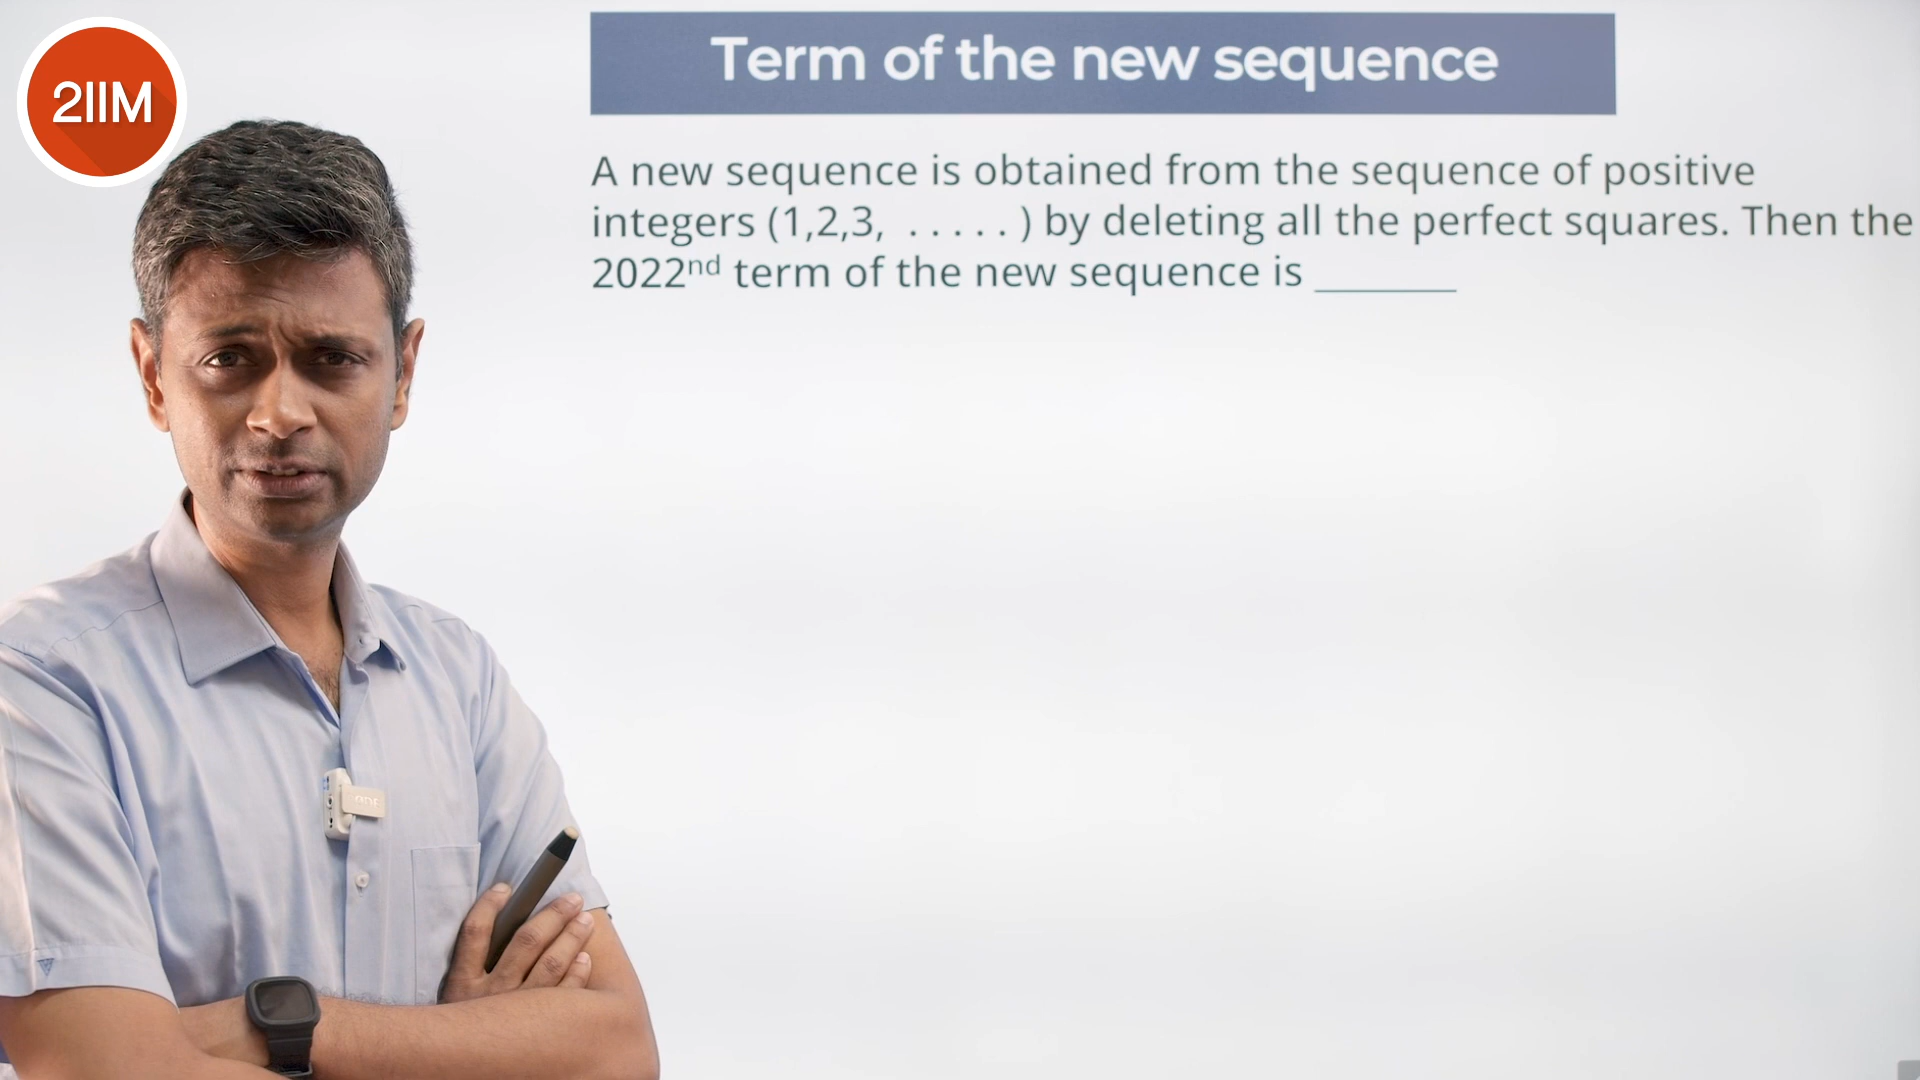 2IIM
Term of the new sequence
A new sequence is obtained from the sequence of positive
integers (1,2,3, . . . . . ) by deleting all the perfect squares. Then the
2022nd term of the new sequence is _______